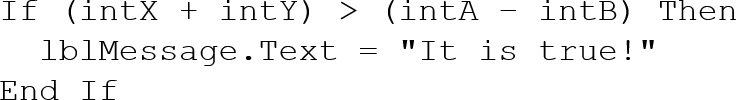 If (intX + intY) > (intA − intB) Then
  lblMessage.Text = "It is true!"
End If